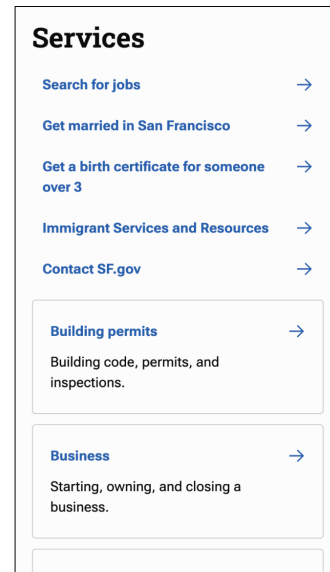 Services
Search for jobs
Get married in San Francisco
Get a birth certificate for someone
over 3
Immigrant Services and Resources
Contact SF.gov
Building permits
Building code, permits, and
inspections.
Business
Starting, owning, and closing a
business.